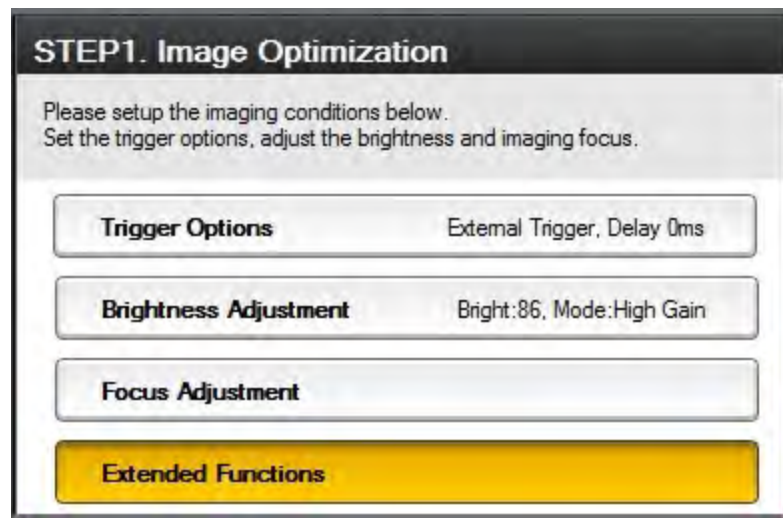 STEP1. Image Optimization
Please setup the imaging conditions below.
Set the trigger options, adjust the brightness and imaging focus.
Trigger Options External Trigger, Delay 0ms
Brightness Adjustment Bright:86, Mode:High Gain
Focus Adjustment
Extended Functions